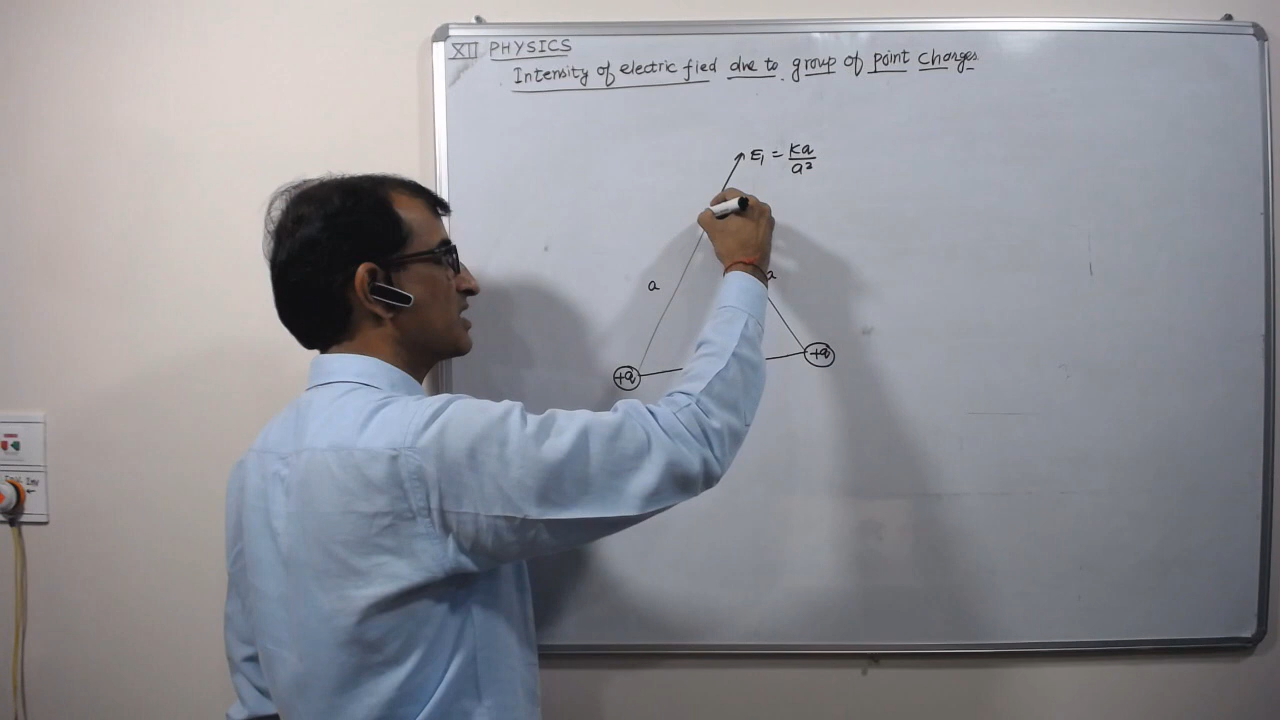 XII PHYSICS
Intensity of electric fied due to group of point charges
E₁ = Kq/a²
a
a
+q
+q